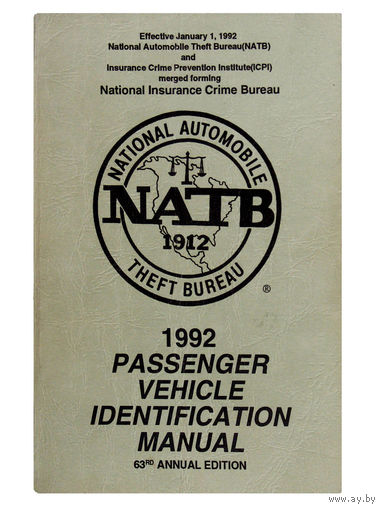 Effective January 1, 1992
National Automobile Theft Bureau(NATB)
and
Insurance Crime Prevention Institute(ICPI)
merged forming
National Insurance Crime Bureau
NATIONAL AUTOMOBILE
NATB
1912
THEFT BUREAU
®
1992
PASSENGER
VEHICLE
IDENTIFICATION
MANUAL
63RD ANNUAL EDITION
www.ay.by